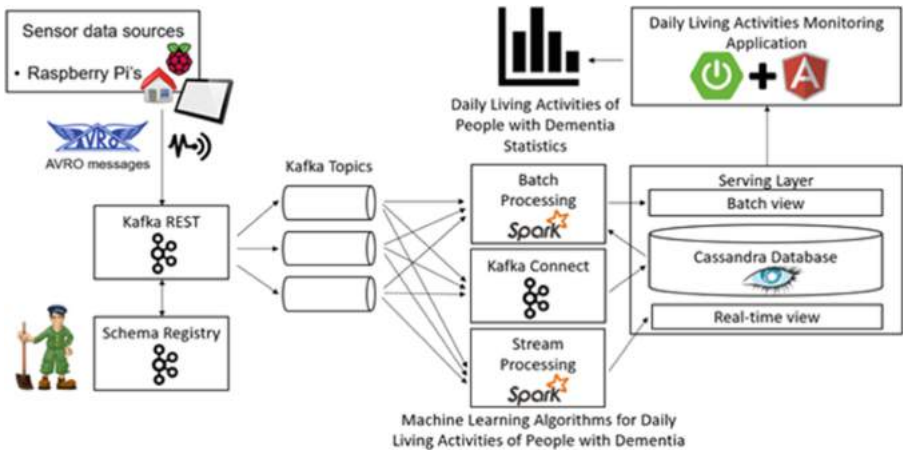 Sensor data sources
• Raspberry Pi's
AVRO
AVRO messages
Kafka REST
Schema Registry
Kafka Topics
Daily Living Activities of
People with Dementia
Statistics
Batch
Processing
Spark
Kafka Connect
Stream
Processing
Spark
Machine Learning Algorithms for Daily
Living Activities of People with Dementia
Daily Living Activities Monitoring
Application
A
Serving Layer
Batch view
Cassandra Database
Real-time view